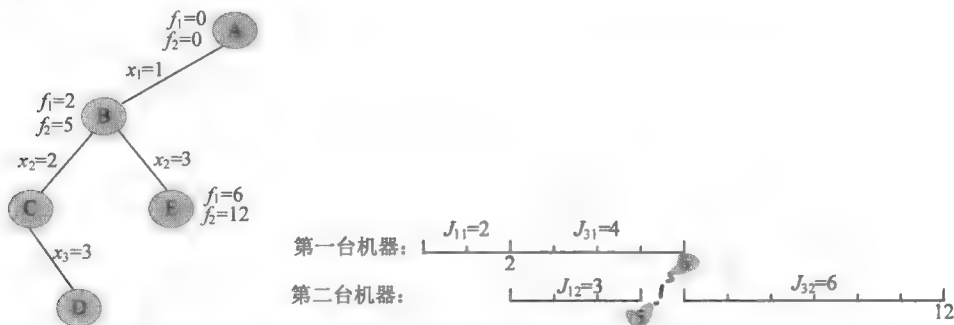 f₁=0
f₂=0
A
x₁=1
f₁=2
f₂=5
B
x₂=2
x₂=3
C
E
f₁=6
f₂=12
x₃=3
D
第一台机器:
J₁₁=2
J₃₁=4
2
第二台机器:
J₁₂=3
J₃₂=6
12